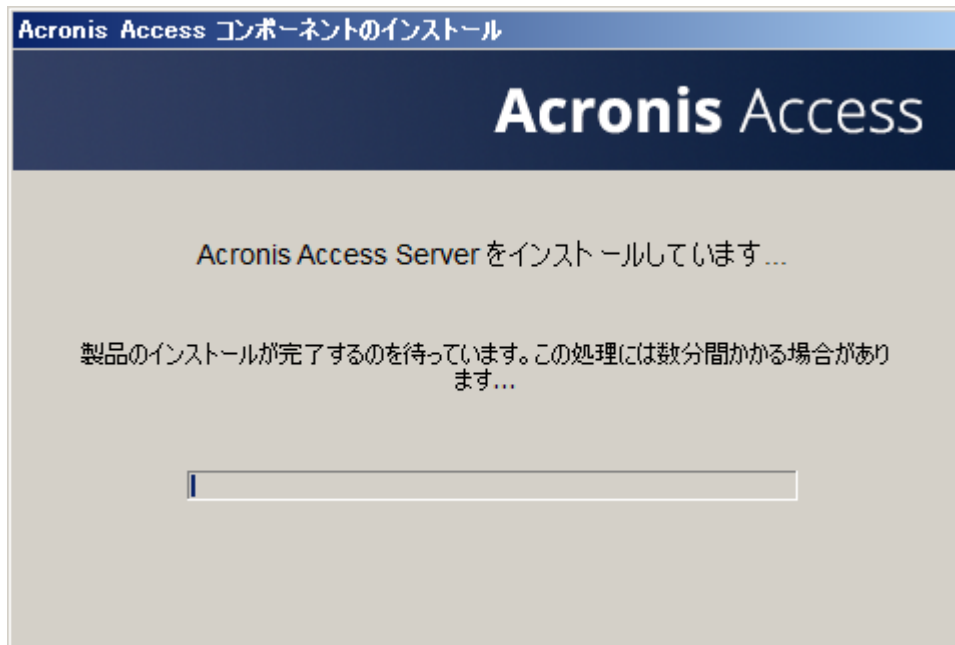 Acronis Access コンポーネントのインストール
Acronis Access
Acronis Access Server をインストールしています...
製品のインストールが完了するのを待っています。この処理には数分間かかる場合があり
ます...